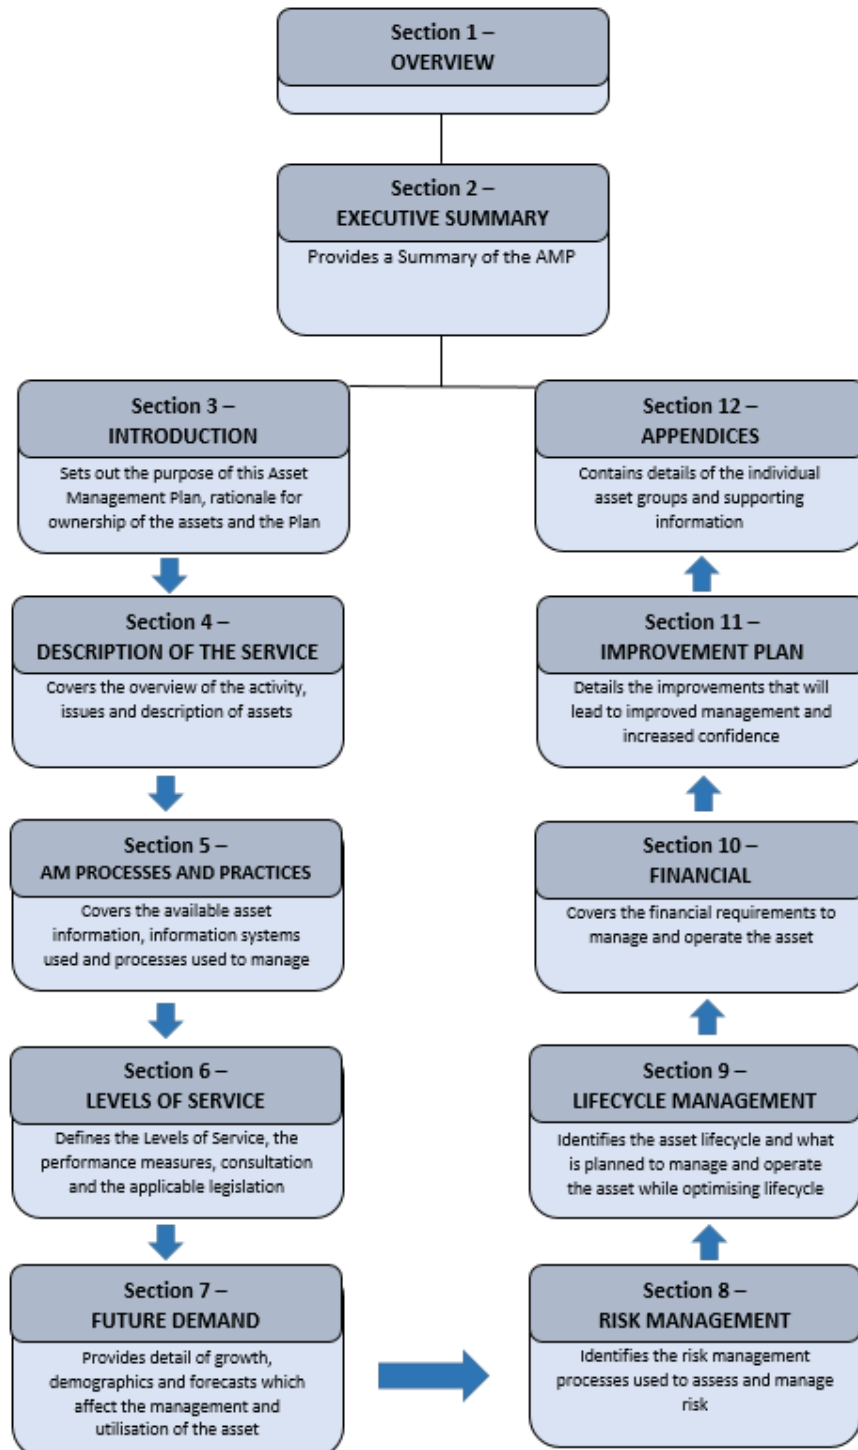 Section 1 –
OVERVIEW
Section 2 –
EXECUTIVE SUMMARY
Provides a Summary of the AMP
Section 3 –
INTRODUCTION
Sets out the purpose of this Asset
Management Plan, rationale for
ownership of the assets and the Plan
Section 4 –
DESCRIPTION OF THE SERVICE
Covers the overview of the activity,
issues and description of assets
Section 5 –
AM PROCESSES AND PRACTICES
Covers the available asset
information, information systems
used and processes used to manage
Section 6 –
LEVELS OF SERVICE
Defines the Levels of Service, the
performance measures, consultation
and the applicable legislation
Section 7 –
FUTURE DEMAND
Provides detail of growth,
demographics and forecasts which
affect the management and
utilisation of the asset
Section 8 –
RISK MANAGEMENT
Identifies the risk management
processes used to assess and manage
risk
Section 9 –
LIFECYCLE MANAGEMENT
Identifies the asset lifecycle and what
is planned to manage and operate
the asset while optimising lifecycle
Section 10 –
FINANCIAL
Covers the financial requirements to
manage and operate the asset
Section 11 –
IMPROVEMENT PLAN
Details the improvements that will
lead to improved management and
increased confidence
Section 12 –
APPENDICES
Contains details of the individual
asset groups and supporting
information